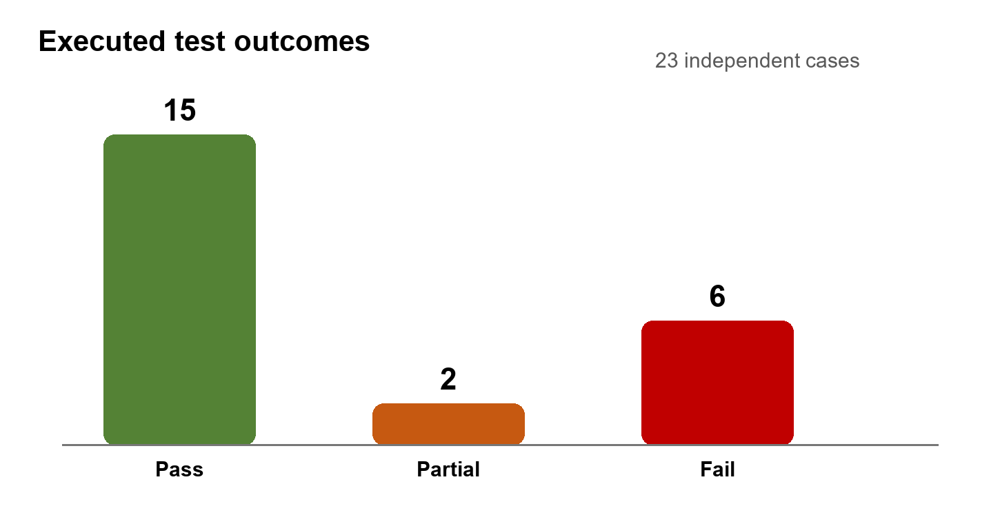 Executed test outcomes
23 independent cases
15
2
6
Pass
Partial
Fail